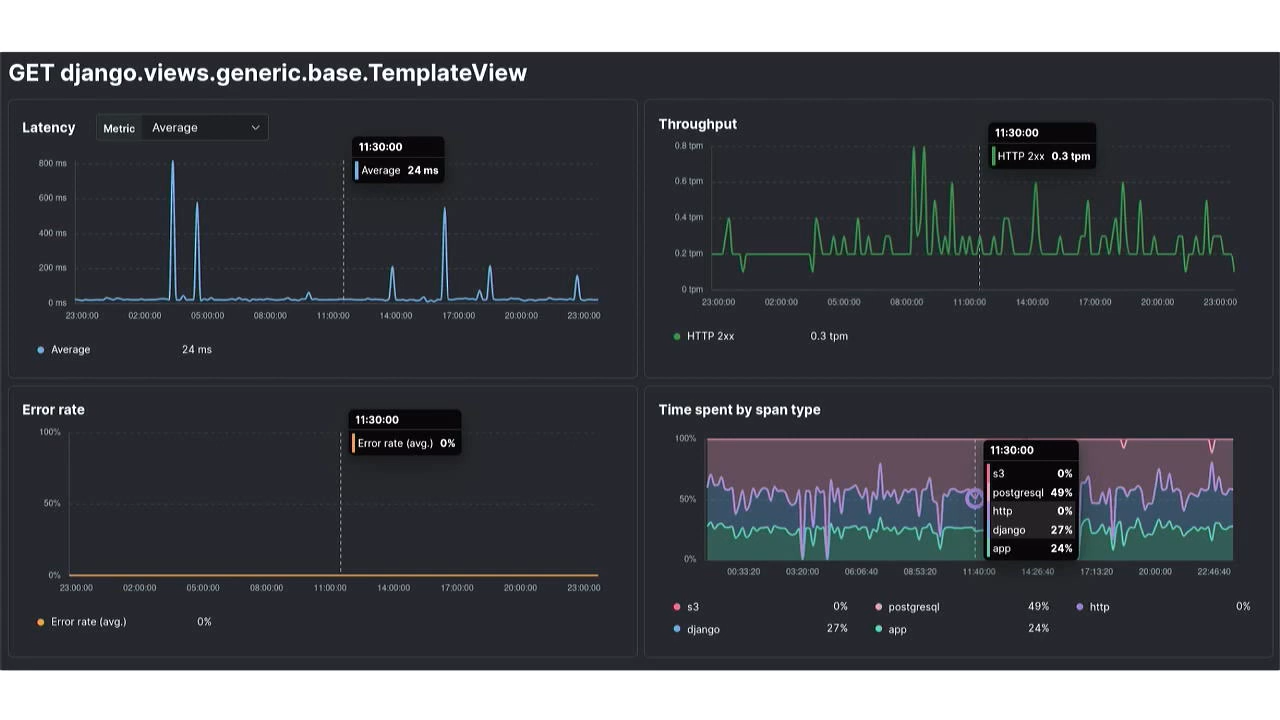 GET django.views.generic.base.TemplateView
Latency
Metric Average
11:30:00
Average 24 ms
800 ms
600 ms
400 ms
200 ms
0 ms
23:00:00 02:00:00 05:00:00 08:00:00 11:00:00 14:00:00 17:00:00 20:00:00 23:00:00
Average 24 ms
Throughput
11:30:00
HTTP 2xx 0.3 tpm
0.8 tpm
0.6 tpm
0.4 tpm
0.2 tpm
0 tpm
23:00:00 02:00:00 05:00:00 08:00:00 11:00:00 14:00:00 17:00:00 20:00:00 23:00:00
HTTP 2xx 0.3 tpm
Error rate
11:30:00
Error rate (avg.) 0%
100%
50%
0%
23:00:00 02:00:00 05:00:00 08:00:00 11:00:00 14:00:00 17:00:00 20:00:00 23:00:00
Error rate (avg.) 0%
Time spent by span type
100%
50%
0%
11:30:00
s3 0%
postgresql 49%
http 0%
django 27%
app 24%
00:33:20 03:20:00 06:06:40 08:53:20 11:40:00 14:26:40 17:13:20 20:00:00 22:46:40
s3 0% postgresql 49% http 0%
django 27% app 24%